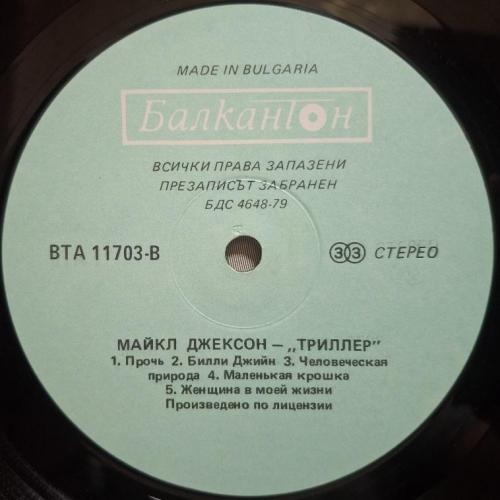 MADE IN BULGARIA
Балкантон
ВСИЧКИ ПРАВА ЗАПАЗЕНИ
ПРЕЗАПИСЪТ ЗАБРАНЕН
БДС 4648-79
ВТА 11703-В
33 СТЕРЕО
МАЙКЛ ДЖЕКСОН – „ТРИЛЛЕР"
1. Прочь 2. Билли Джийн 3. Человеческая
природа 4. Маленькая крошка
5. Женщина в моей жизни
Произведено по лицензии